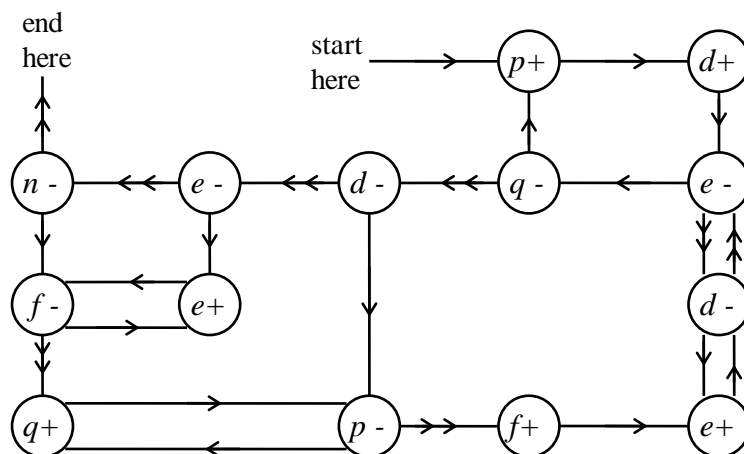 end
here
start
here
p+ d+
n - e - d - q - e -
f - e+ d -
q+ p - f+ e+